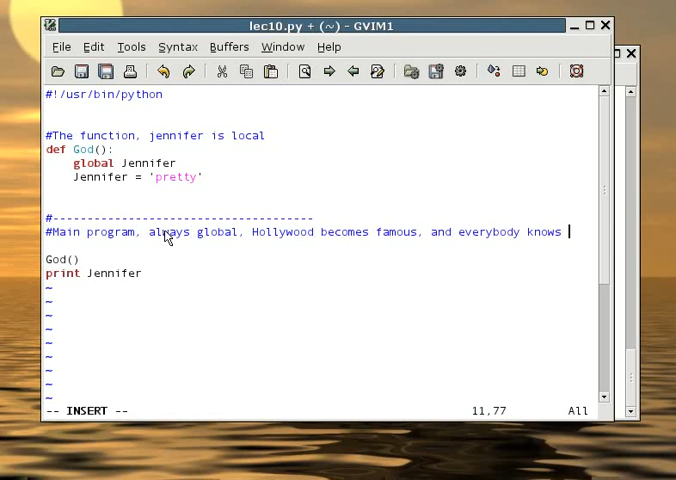 lec10.py + (~) - GVIM1
File Edit Tools Syntax Buffers Window Help
#!/usr/bin/python
#The function, jennifer is local
def God():
    global Jennifer
    Jennifer = 'pretty'
#--------------------------------------
#Main program, always global, Hollywood becomes famous, and everybody knows
God()
print Jennifer
~
~
~
~
~
~
~
~
~
-- INSERT -- 11,77 All